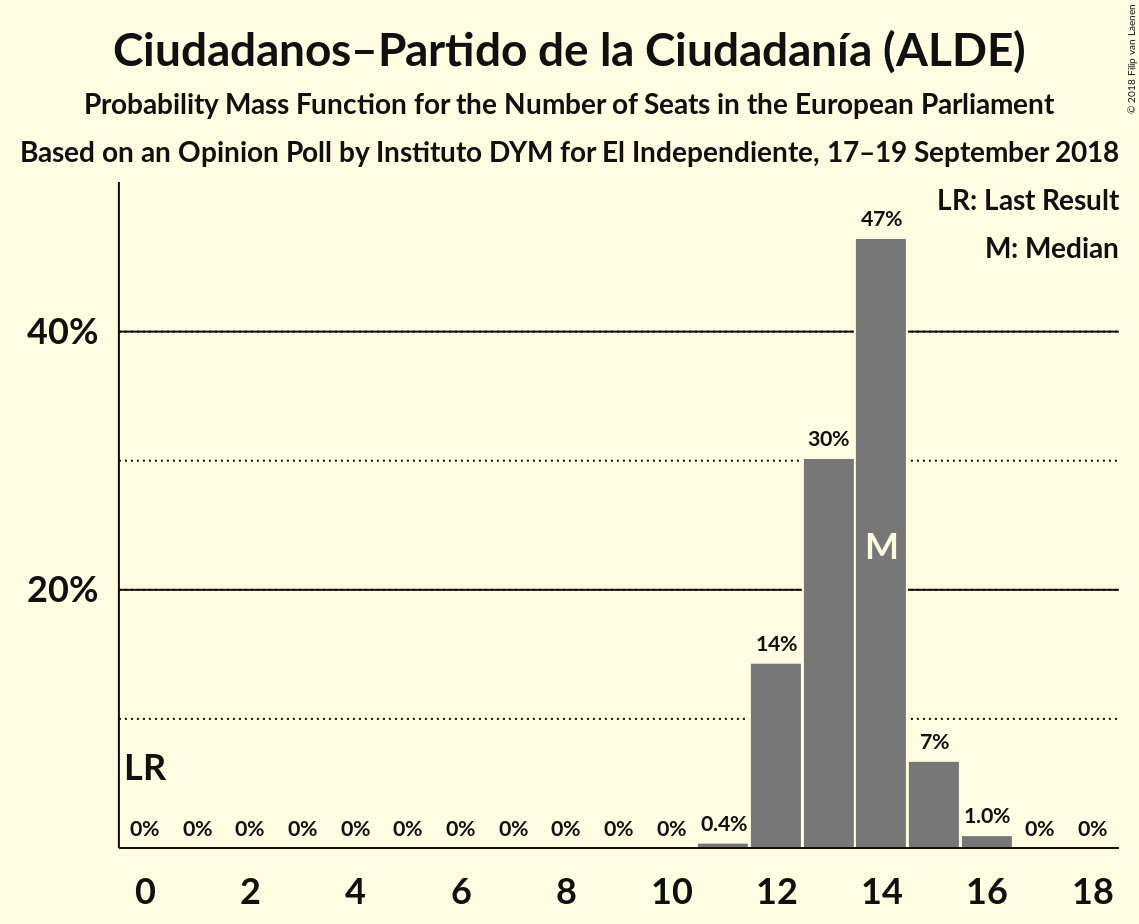 Ciudadanos–Partido de la Ciudadanía (ALDE)
Probability Mass Function for the Number of Seats in the European Parliament
Based on an Opinion Poll by Instituto DYM for El Independiente, 17–19 September 2018
© 2018 Filip van Laenen
LR: Last Result
M: Median
47%
40%
30%
M
20%
14%
7%
LR
0% 0% 0% 0% 0% 0% 0% 0% 0% 0% 0% 0.4% 1.0% 0% 0%
0 2 4 6 8 10 12 14 16 18